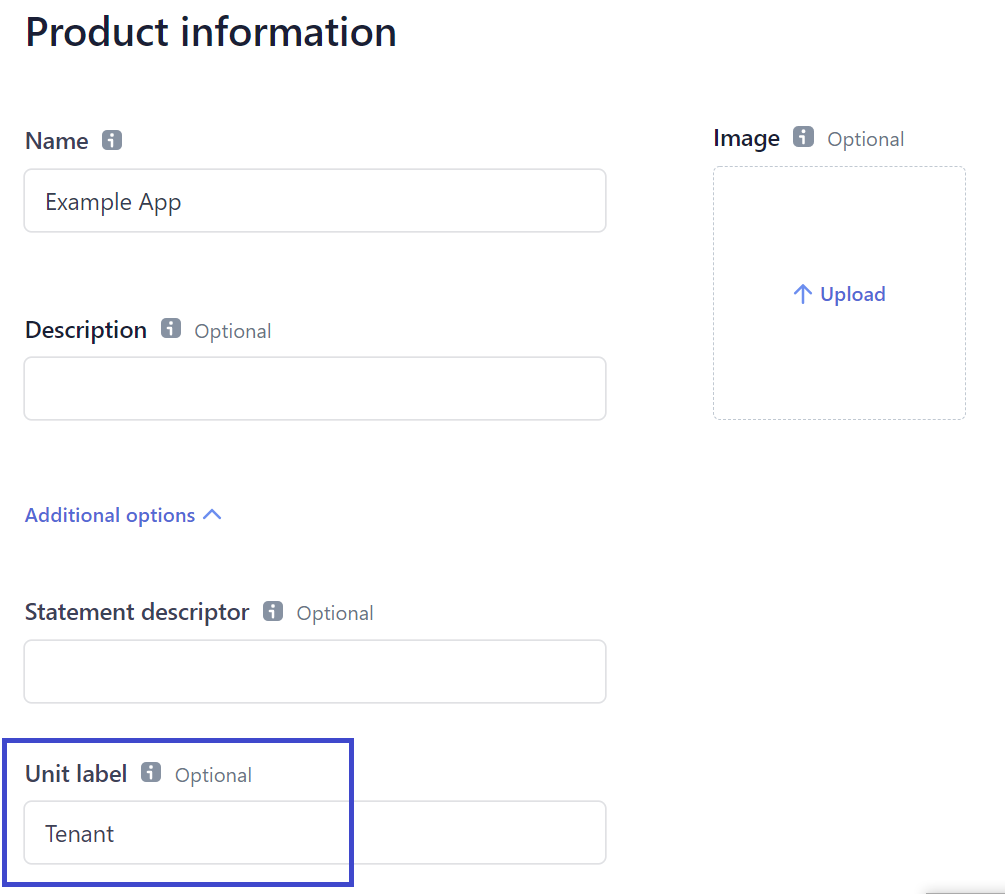 Product information
Name
Image Optional
Example App
Upload
Description Optional
Additional options
Statement descriptor Optional
Unit label Optional
Tenant